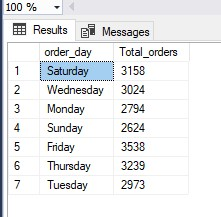 100 %
Results Messages
order_day Total_orders
1 Saturday 3158
2 Wednesday 3024
3 Monday 2794
4 Sunday 2624
5 Friday 3538
6 Thursday 3239
7 Tuesday 2973